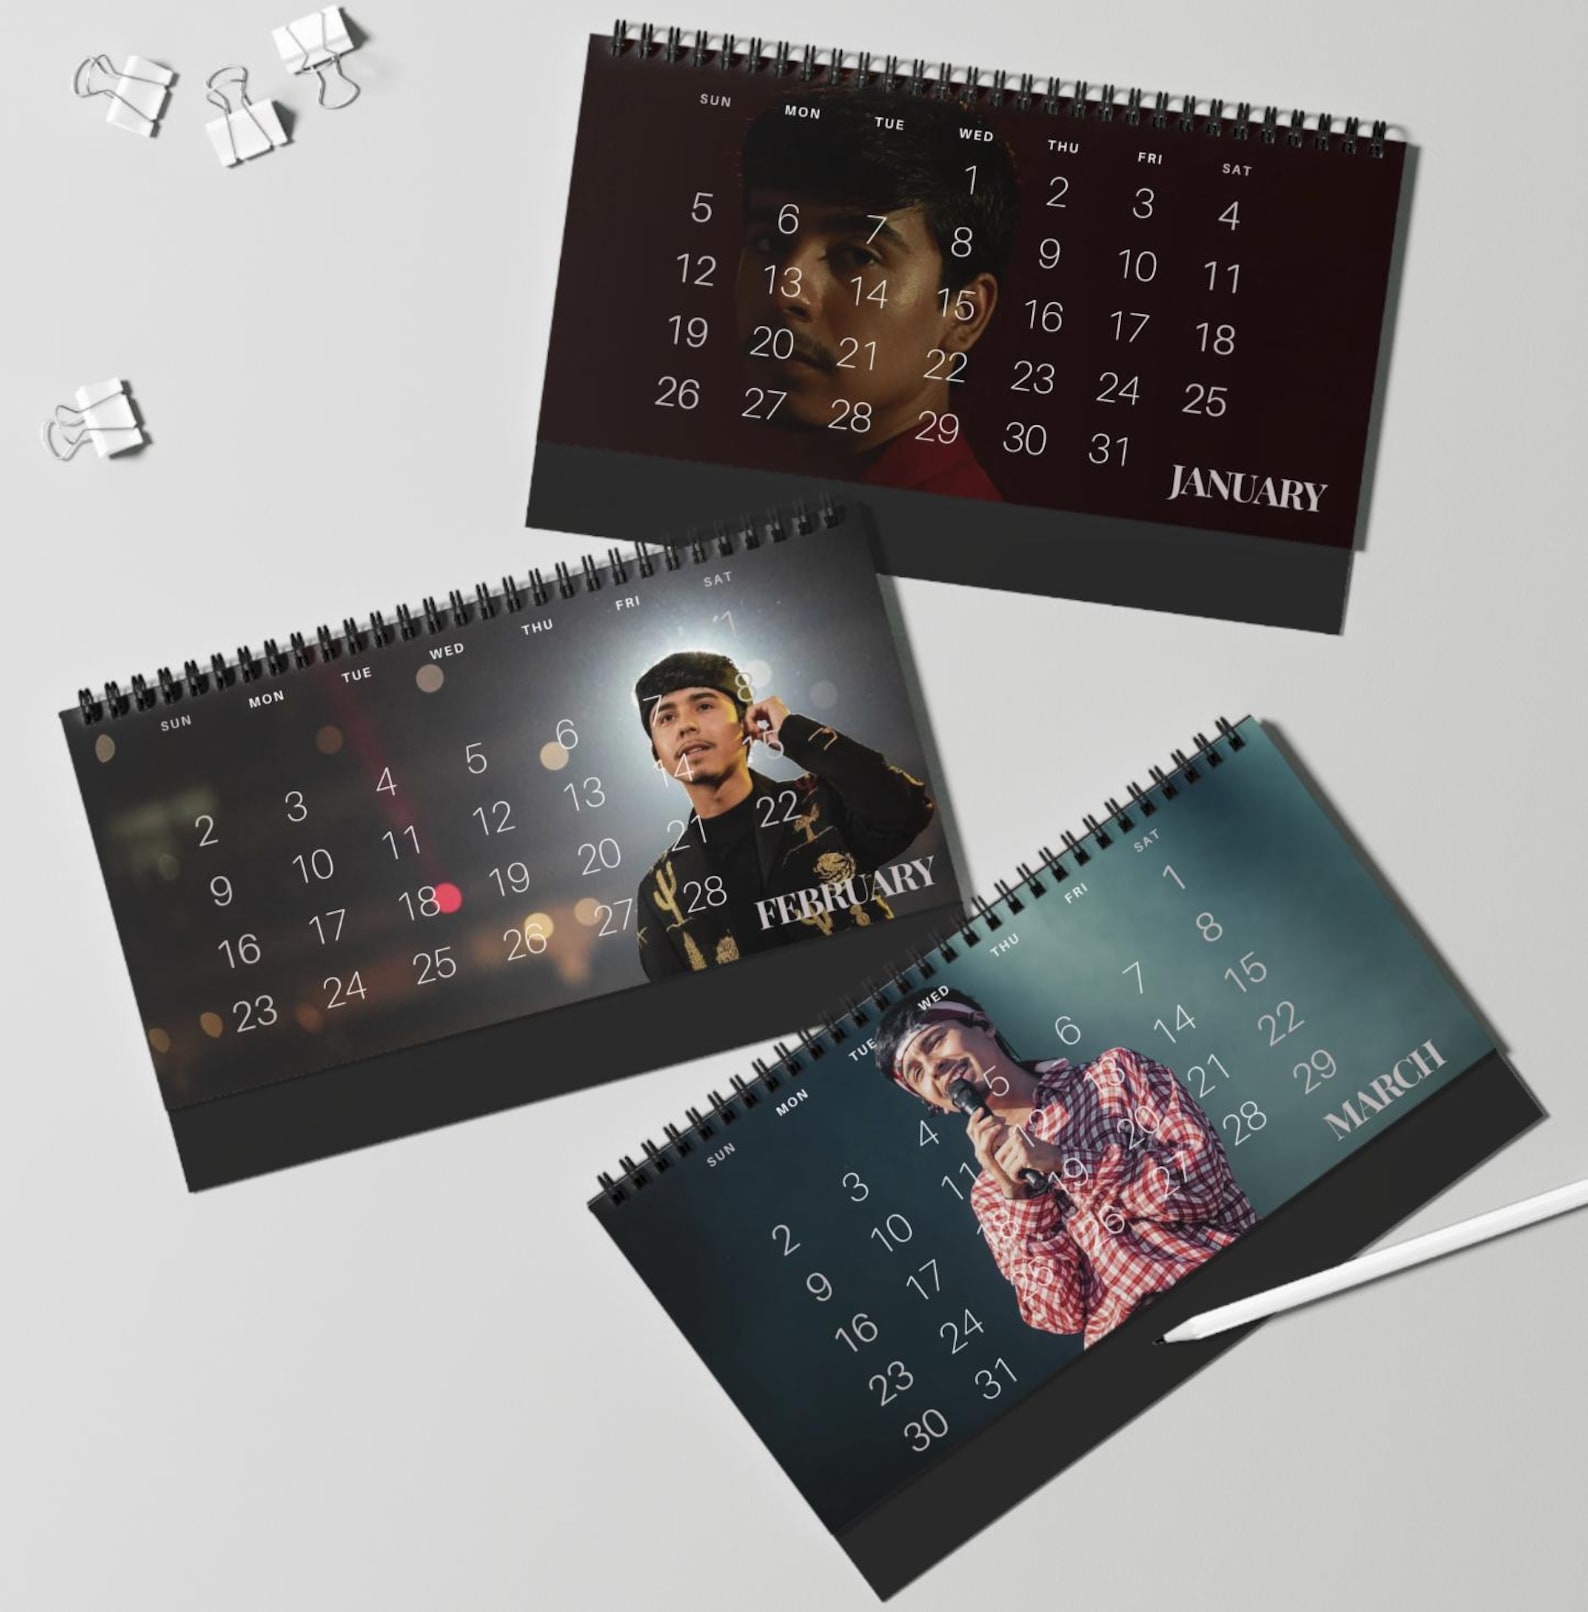 SUN MON TUE WED THU FRI SAT
1 2 3 4
5 6 7 8 9 10 11
12 13 14 15 16 17 18
19 20 21 22 23 24 25
26 27 28 29 30 31
JANUARY
SUN MON TUE WED THU FRI SAT
1
2 3 4 5 6 7 8
9 10 11 12 13 14 15
16 17 18 19 20 21 22
23 24 25 26 27 28
FEBRUARY
SUN MON TUE WED THU FRI SAT
1
2 3 4 5 6 7 8
9 10 11 12 13 14 15
16 17 18 19 20 21 22
23 24 25 26 27 28 29
30 31
MARCH